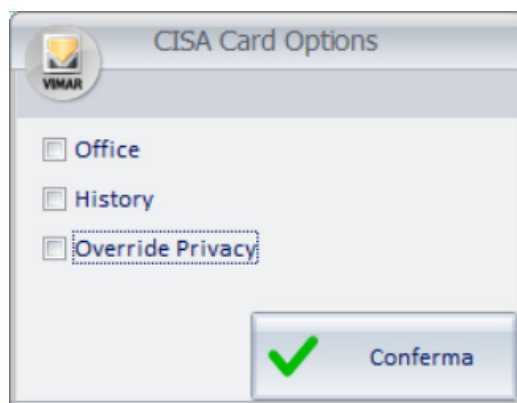 CISA Card Options
VIMAR
Office
History
Override Privacy
Conferma